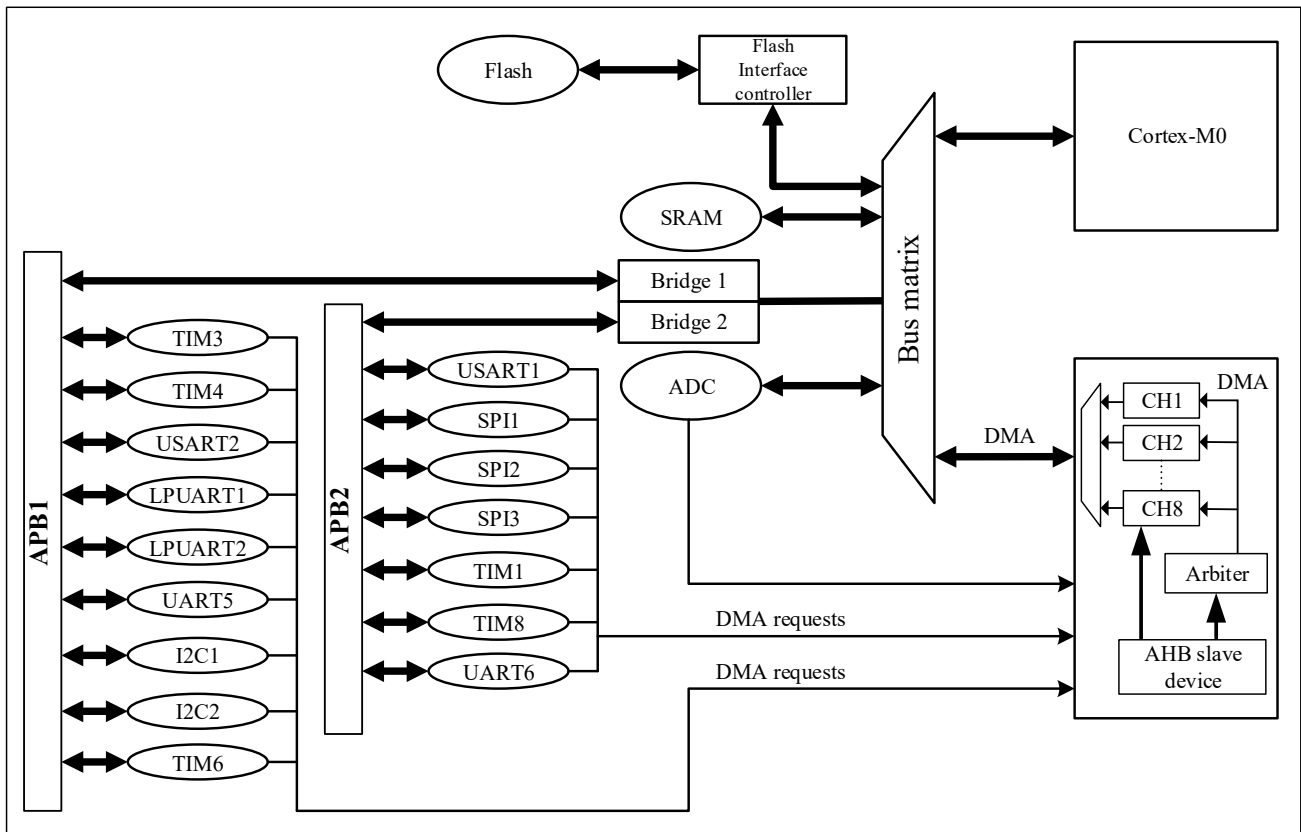 Flash
Flash
Interface
controller
Cortex-M0
SRAM
Bus matrix
Bridge 1
Bridge 2
ADC
APB1
TIM3
TIM4
USART2
LPUART1
LPUART2
UART5
I2C1
I2C2
TIM6
APB2
USART1
SPI1
SPI2
SPI3
TIM1
TIM8
UART6
DMA
DMA
CH1
CH2
CH8
Arbiter
AHB slave
device
DMA requests
DMA requests